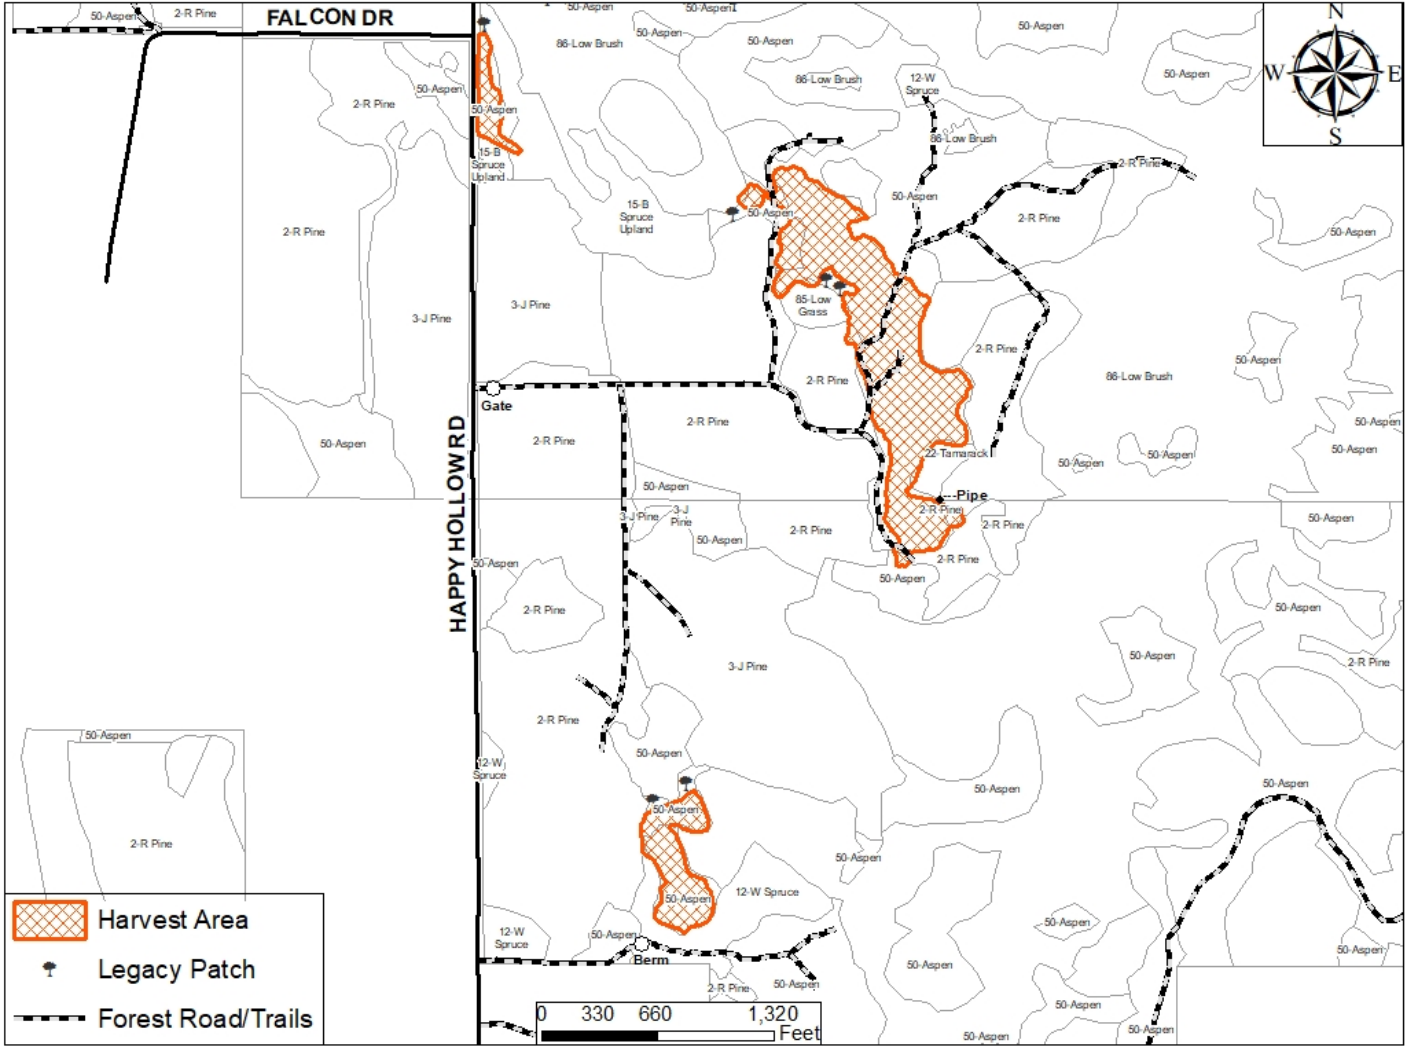 50-Aspen
2-R Pine
FALCON DR
50-Aspen
50-Aspen
50-Aspen
86-Low Brush
50-Aspen
50-Aspen
N
W
E
S
50-Aspen
86-Low Brush
12-W
Spruce
50-Aspen
2-R Pine
50-Aspen
50-Aspen
86-Low Brush
15-B
Spruce
Upland
2-R Pine
50-Aspen
15-B
Spruce
Upland
50-Aspen
2-R Pine
2-R Pine
50-Aspen
3-J Pine
3-J Pine
85-Low
Grass
2-R Pine
50-Aspen
2-R Pine
86-Low Brush
Gate
HAPPY HOLLOW RD
50-Aspen
2-R Pine
2-R Pine
50-Aspen
50-Aspen
22-Tamarack
50-Aspen
50-Aspen
50-Aspen
Pipe
3-J Pine
3-J
Pine
50-Aspen
2-R Pine
2-R Pine
2-R Pine
50-Aspen
50-Aspen
2-R Pine
50-Aspen
2-R Pine
50-Aspen
3-J Pine
50-Aspen
2-R Pine
2-R Pine
50-Aspen
50-Aspen
12-W
Spruce
50-Aspen
50-Aspen
50-Aspen
2-R Pine
50-Aspen
12-W Spruce
50-Aspen
12-W
Spruce
50-Aspen
Berm
50-Aspen
50-Aspen
50-Aspen
2-R Pine
50-Aspen
50-Aspen
50-Aspen
50-Aspen
Harvest Area
Legacy Patch
Forest Road/Trails
0 330 660 1,320
Feet